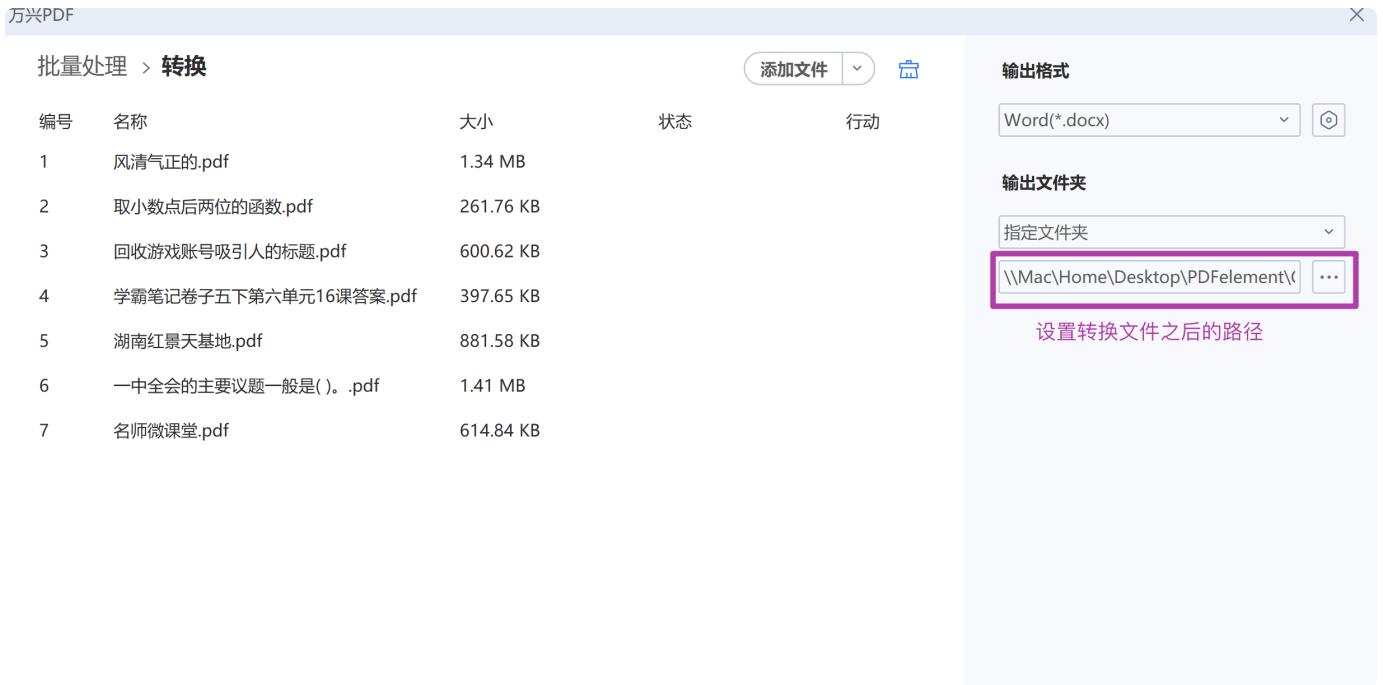 万兴PDF
批量处理 > 转换
添加文件
编号 名称 大小 状态 行动
1 风清气正的.pdf 1.34 MB
2 取小数点后两位的函数.pdf 261.76 KB
3 回收游戏账号吸引人的标题.pdf 600.62 KB
4 学霸笔记卷子五下第六单元16课答案.pdf 397.65 KB
5 湖南红景天基地.pdf 881.58 KB
6 一中全会的主要议题一般是( )。.pdf 1.41 MB
7 名师微课堂.pdf 614.84 KB
输出格式
Word(*.docx)
输出文件夹
指定文件夹
\\Mac\Home\Desktop\PDFelement\
设置转换文件之后的路径